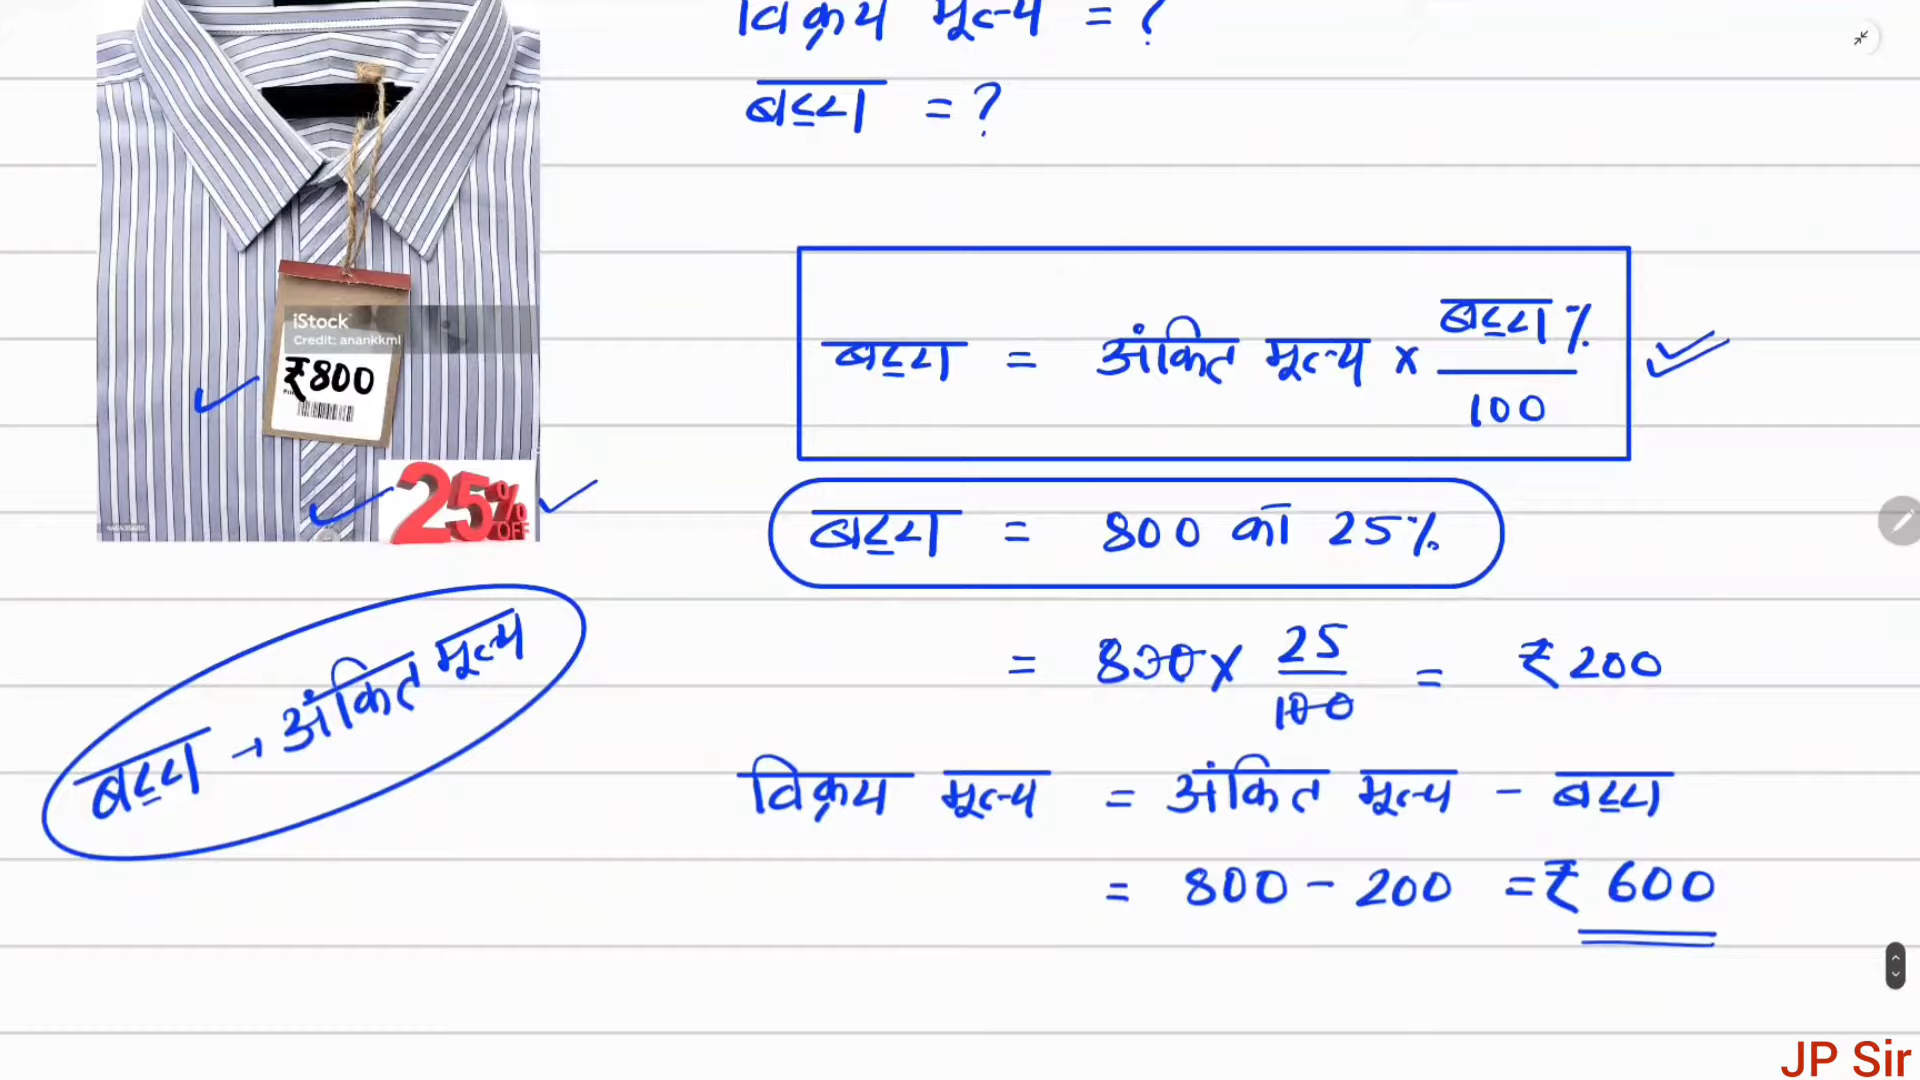 विक्रय मूल्य = ?
बट्टा = ?
iStock
Credit: anankkml
₹800
25% OFF
बट्टा = अंकित मूल्य × बट्टा % / 100
बट्टा = 800 का 25%
= 800 × 25 / 100 = ₹ 200
बट्टा → अंकित मूल्य
विक्रय मूल्य = अंकित मूल्य - बट्टा
= 800 - 200 = ₹ 600
JP Sir